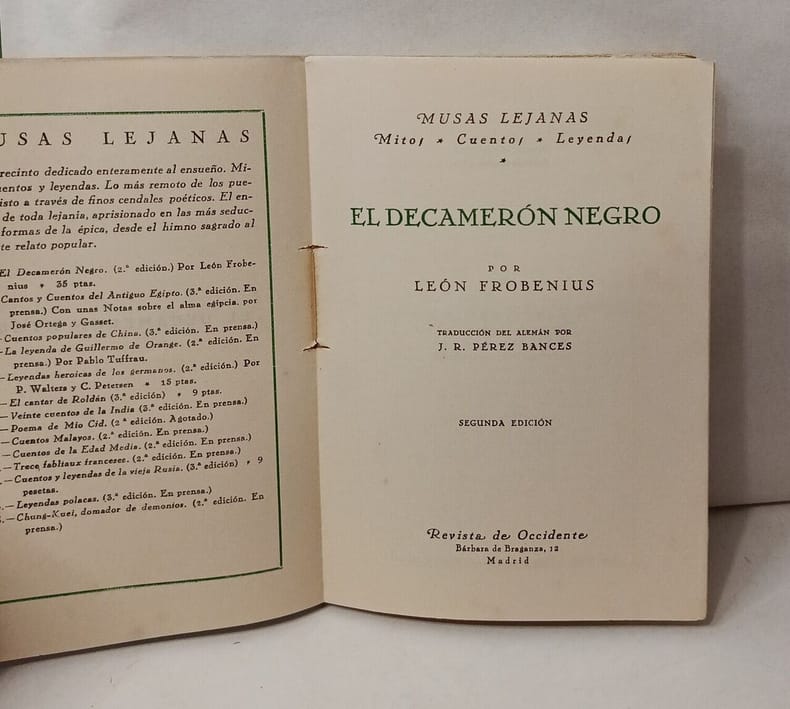 USAS LEJANAS
recinto dedicado enteramente al ensueño. Mi-
entos y leyendas. Lo más remoto de los pue-
isto a través de finos cendales poéticos. El en-
de toda lejanía, aprisionado en las más seduc-
formas de la épica, desde el himno sagrado al
te relato popular.
El Decamerón Negro. (2.ª edición.) Por León Frobe-
nius * 35 ptas.
Cantos y Cuentos del Antiguo Egipto. (3.ª edición. En
prensa.) Con unas Notas sobre el alma egipcia, por
José Ortega y Gasset.
—Cuentos populares de China. (3.ª edición. En prensa.)
—La leyenda de Guillermo de Orange. (2.ª edición. En
prensa.) Por Pablo Tuffrau.
—Leyendas heroicas de los germanos. (2.ª edición.) Por
P. Walters y C. Petersen * 15 ptas.
—El cantar de Roldán (3.ª edición) * 9 ptas.
—Veinte cuentos de la India (3.ª edición. En prensa.)
—Poema de Mío Cid. (2.ª edición. Agotado.)
—Cuentos Malayos. (2.ª edición. En prensa.)
—Cuentos de la Edad Media. (2.ª edición. En prensa.)
—Trece fabliaux franceses. (2.ª edición. En prensa.)
.—Cuentos y leyendas de la vieja Rusia. (3.ª edición) * 9
pesetas.
.—Leyendas polacas. (3.ª edición. En prensa.)
.—Chung-Kuei, domador de demonios. (2.ª edición. En
prensa.)
MUSAS LEJANAS
Mitos * Cuentos * Leyendas
*
EL DECAMERÓN NEGRO
POR
LEÓN FROBENIUS
TRADUCCIÓN DEL ALEMÁN POR
J. R. PÉREZ BANCES
SEGUNDA EDICIÓN
Revista de Occidente
Bárbara de Braganza, 12
Madrid